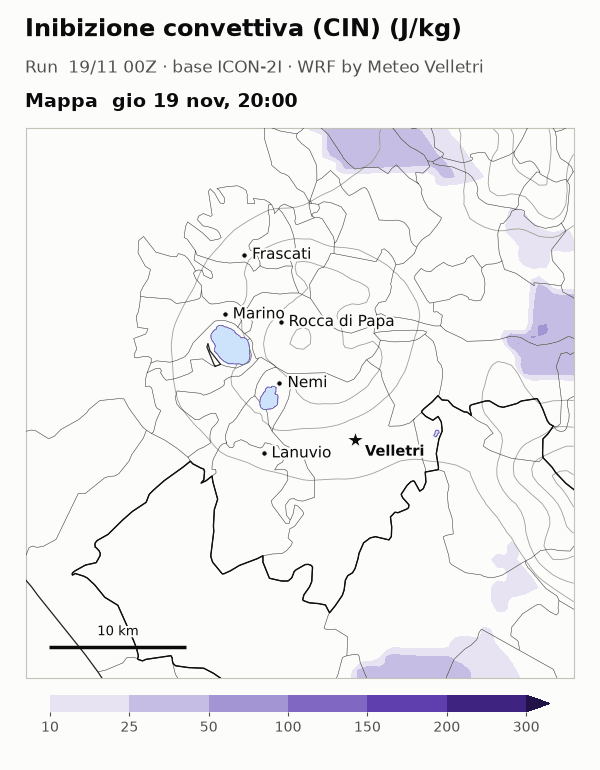 Inibizione convettiva (CIN) (J/kg)
Run  19/11 00Z · base ICON-2I · WRF by Meteo Velletri
Mappa  gio 19 nov, 20:00
Frascati
Marino
Rocca di Papa
Nemi
Lanuvio
Velletri
10 km
10 25 50 100 150 200 300